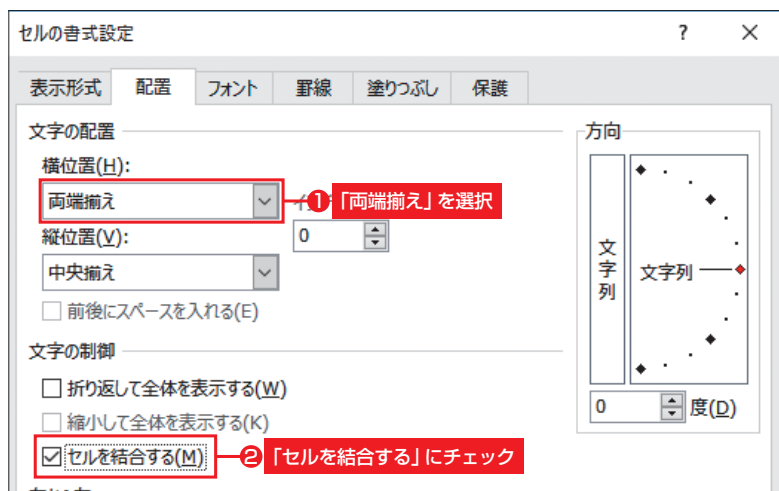 セルの書式設定 ? ×
表示形式 配置 フォント 罫線 塗りつぶし 保護
文字の配置
横位置(H):
両端揃え
1 「両端揃え」を選択
縦位置(V):
0
中央揃え
前後にスペースを入れる(E)
文字の制御
折り返して全体を表示する(W)
縮小して全体を表示する(K)
セルを結合する(M)
2 「セルを結合する」にチェック
方向
文字列
文字列
0 度(D)